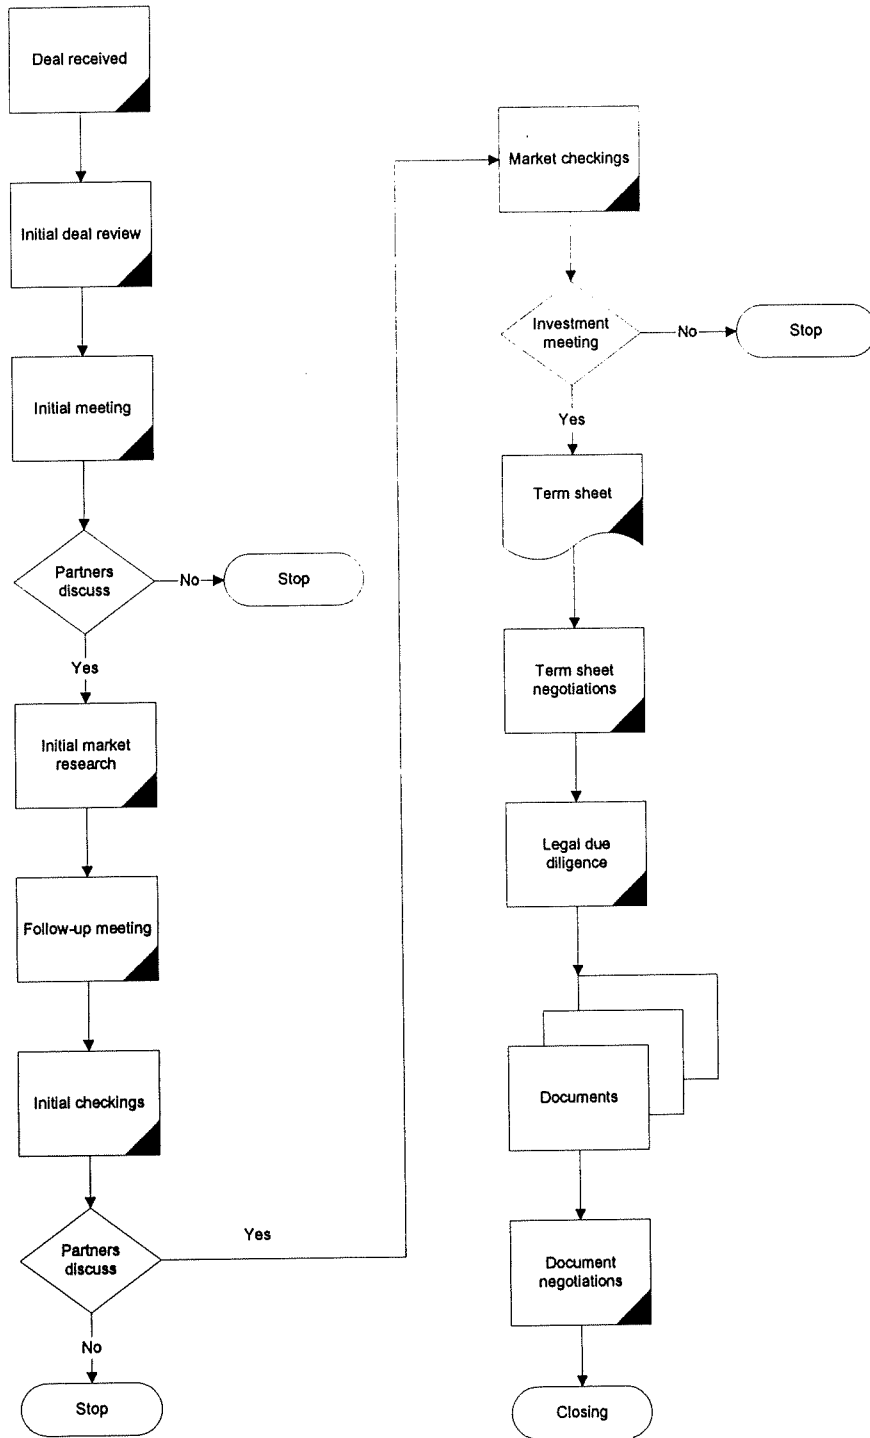 Deal received
Initial deal review
Initial meeting
Partners
discuss
No
Stop
Yes
Initial market
research
Follow-up meeting
Initial checkings
Partners
discuss
Yes
No
Stop
Market checkings
Investment
meeting
No
Stop
Yes
Term sheet
Term sheet
negotiations
Legal due
diligence
Documents
Document
negotiations
Closing